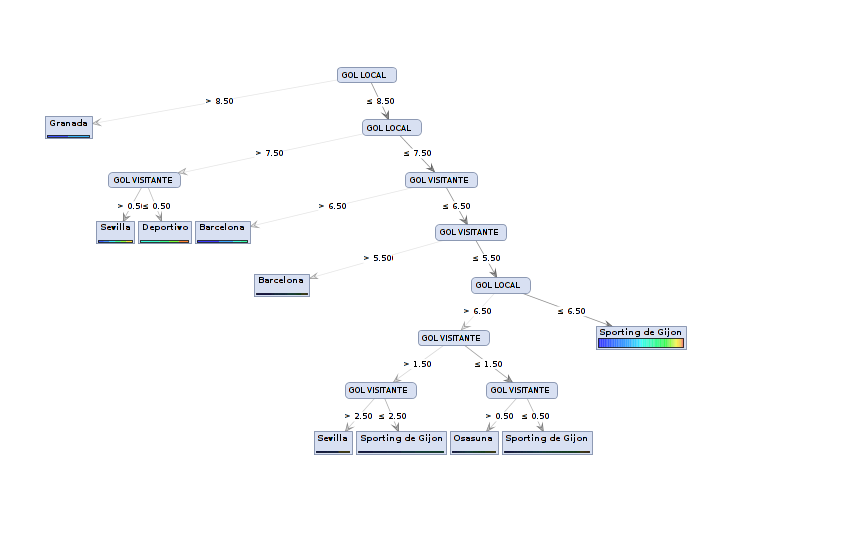 GOL LOCAL
> 8.50
≤ 8.50
Granada
GOL LOCAL
> 7.50
≤ 7.50
GOL VISITANTE
GOL VISITANTE
> 0.50
≤ 0.50
> 6.50
≤ 6.50
Sevilla
Deportivo
Barcelona
GOL VISITANTE
> 5.500
≤ 5.50
Barcelona
GOL LOCAL
> 6.50
≤ 6.50
GOL VISITANTE
Sporting de Gijon
> 1.50
≤ 1.50
GOL VISITANTE
GOL VISITANTE
> 2.50
≤ 2.50
> 0.50
≤ 0.50
Sevilla
Sporting de Gijon
Osasuna
Sporting de Gijon